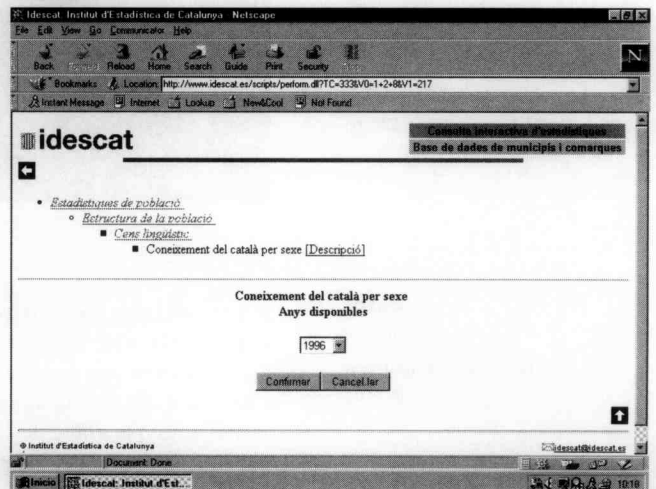 Idescat. Institut d'Estadística de Catalunya - Netscape
File Edit View Go Communicator Help
Back Forward Reload Home Search Guide Print Security
Bookmarks Location: http://www.idescat.es/scripts/perform.dll?TC=333&V0=1+2+8&V1=217
Instant Message Internet Lookup New&Cool Not Found
idescat
Consulta interactiva d'estadístiques
Base de dades de municipis i comarques
Estadístiques de població
Estructura de la població
Cens lingüístic
Coneixement del català per sexe [Descripció]
Coneixement del català per sexe
Anys disponibles
1996
Confirmar Cancel.lar
© Institut d'Estadística de Catalunya
idescat@idescat.es
Document: Done
Inicio Idescat: Institut d'Est... 10:18